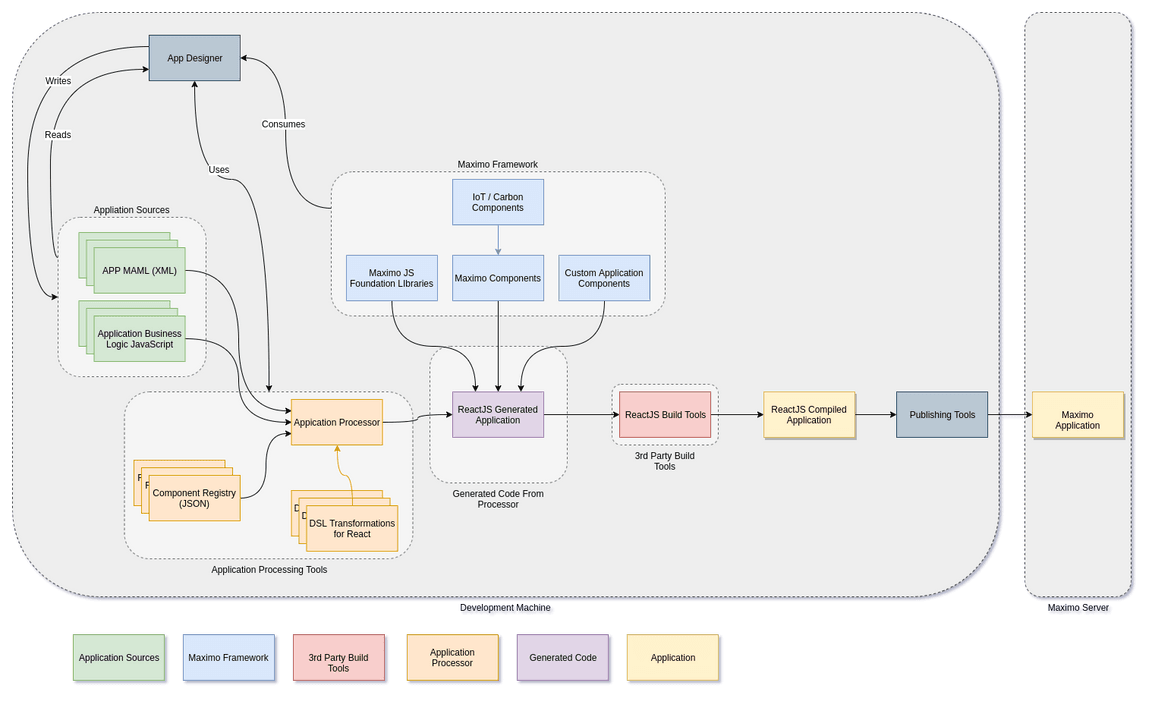 App Designer
Writes
Reads
Consumes
Uses
Maximo Framework
IoT / Carbon
Components
Appliation Sources
APP MAML (XML)
Maximo JS
Foundation LIbraries
Maximo Components
Custom Application
Components
Application Business
Logic JavaScript
Appication Processor
ReactJS Generated
Application
ReactJS Build Tools
ReactJS Compiled
Application
Publishing Tools
Maximo
Application
3rd Party Build
Tools
F
F
Component Registry
(JSON)
Generated Code From
Processor
D
D
DSL Transformations
for React
Application Processing Tools
Development Machine
Maximo Server
Application Sources
Maximo Framework
3rd Party Build
Tools
Application
Processor
Generated Code
Application